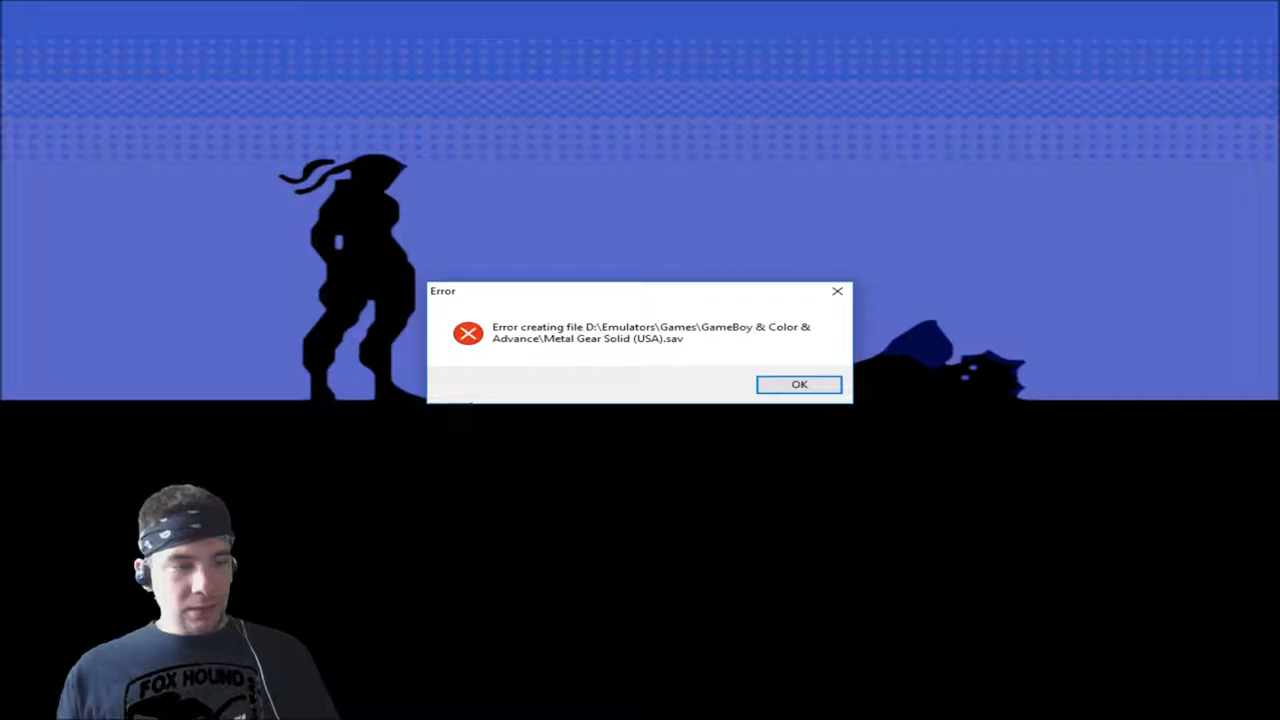 Error
Error creating file D:\Emulators\Games\GameBoy & Color &
Advance\Metal Gear Solid (USA).sav
OK
FOX HOUND